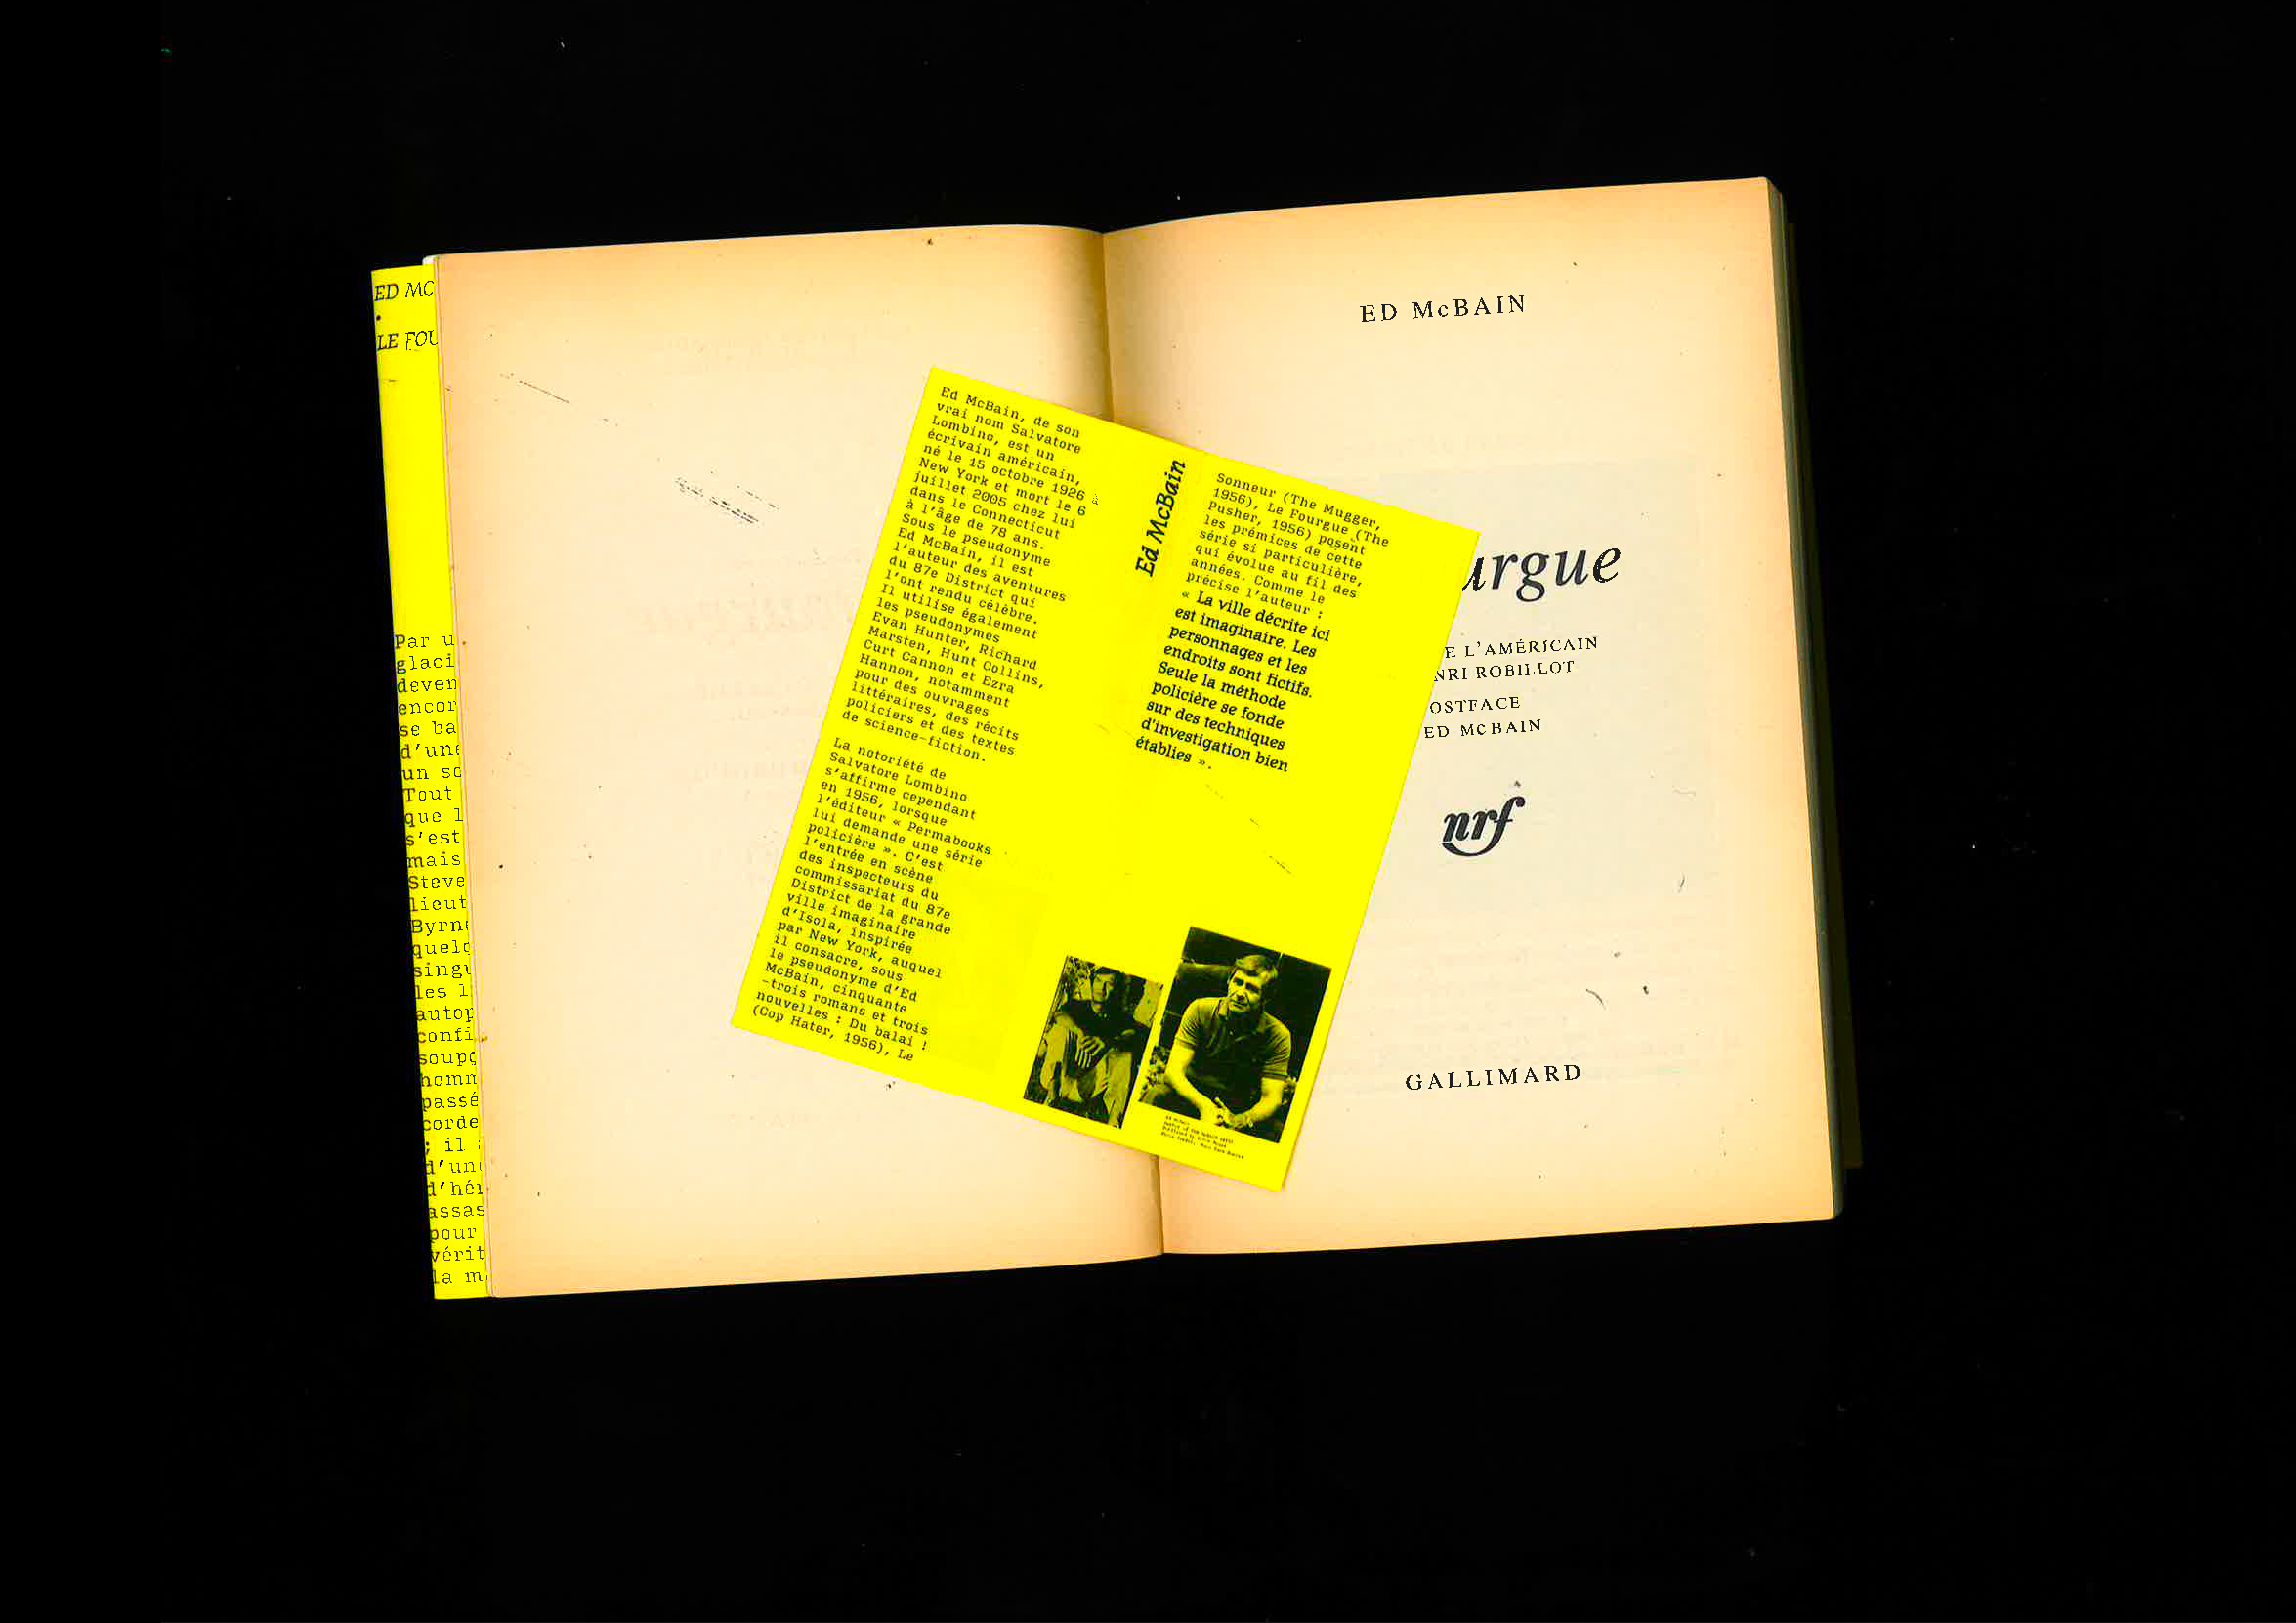 ED MC
LE FOU
Par u
glaci
deven
encor
se ba
d'une
un so
Tout
que l
s'est
mais
Steve
lieut
Byrne
quelq
singu
les l
autop
confi
soupç
homm
passé
corde
; il
d'un
d'hé
assas
pour
vérit
la m
Ed McBain, de son
vrai nom Salvatore
Lombino, est un
écrivain américain,
né le 15 octobre 1926 à
New York et mort le 6
juillet 2005 chez lui
dans le Connecticut
à l'âge de 78 ans.
Sous le pseudonyme
Ed McBain, il est
l'auteur des aventures
du 87e District qui
l'ont rendu célèbre.
Il utilise également
les pseudonymes
Evan Hunter, Richard
Marsten, Hunt Collins,
Curt Cannon et Ezra
Hannon, notamment
pour des ouvrages
littéraires, des récits
policiers et des textes
de science-fiction.
La notoriété de
Salvatore Lombino
s'affirme cependant
en 1956, lorsque
l'éditeur « Permabooks
lui demande une série
policière ». C'est
l'entrée en scène
des inspecteurs du
commissariat du 87e
District de la grande
ville imaginaire
d'Isola, inspirée
par New York, auquel
il consacre, sous
le pseudonyme d'Ed
McBain, cinquante
-trois romans et trois
nouvelles : Du balai !
(Cop Hater, 1956), Le
Ed McBain
Sonneur (The Mugger,
1956), Le Fourgue (The
Pusher, 1956) posent
les prémices de cette
série si particulière,
qui évolue au fil des
années. Comme le
précise l'auteur :
« La ville décrite ici
est imaginaire. Les
personnages et les
endroits sont fictifs.
Seule la méthode
policière se fonde
sur des techniques
d'investigation bien
établies ».
ED McBAIN
urgue
E L'AMÉRICAIN
NRI ROBILLOT
OSTFACE
ED McBAIN
nrf
GALLIMARD